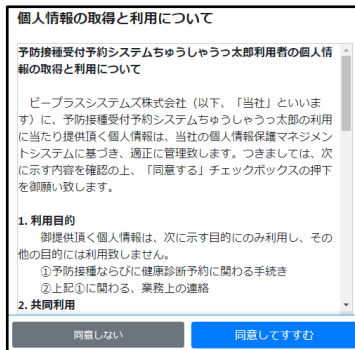 個人情報の取得と利用について
予防接種受付予約システムちゅうしゃうっつ太郎利用者の個人情
報の取得と利用について
ビープラスシステムズ株式会社（以下、「当社」といいま
す）に、予防接種受付予約システムちゅうしゃうっつ太郎の利用
に当たり提供頂く個人情報は、当社の個人情報保護マネジメン
トシステムに基づき、適正に管理致します。つきましては、次
に示す内容を確認の上、「同意する」チェックボックスの押下
を御願い致します。
1. 利用目的
御提供頂く個人情報は、次に示す目的にのみ利用し、その
他の目的には利用致しません。
①予防接種ならびに健康診断予約に関わる手続き
②上記①に関わる、業務上の連絡
2. 共同利用
同意しない
同意してすすむ